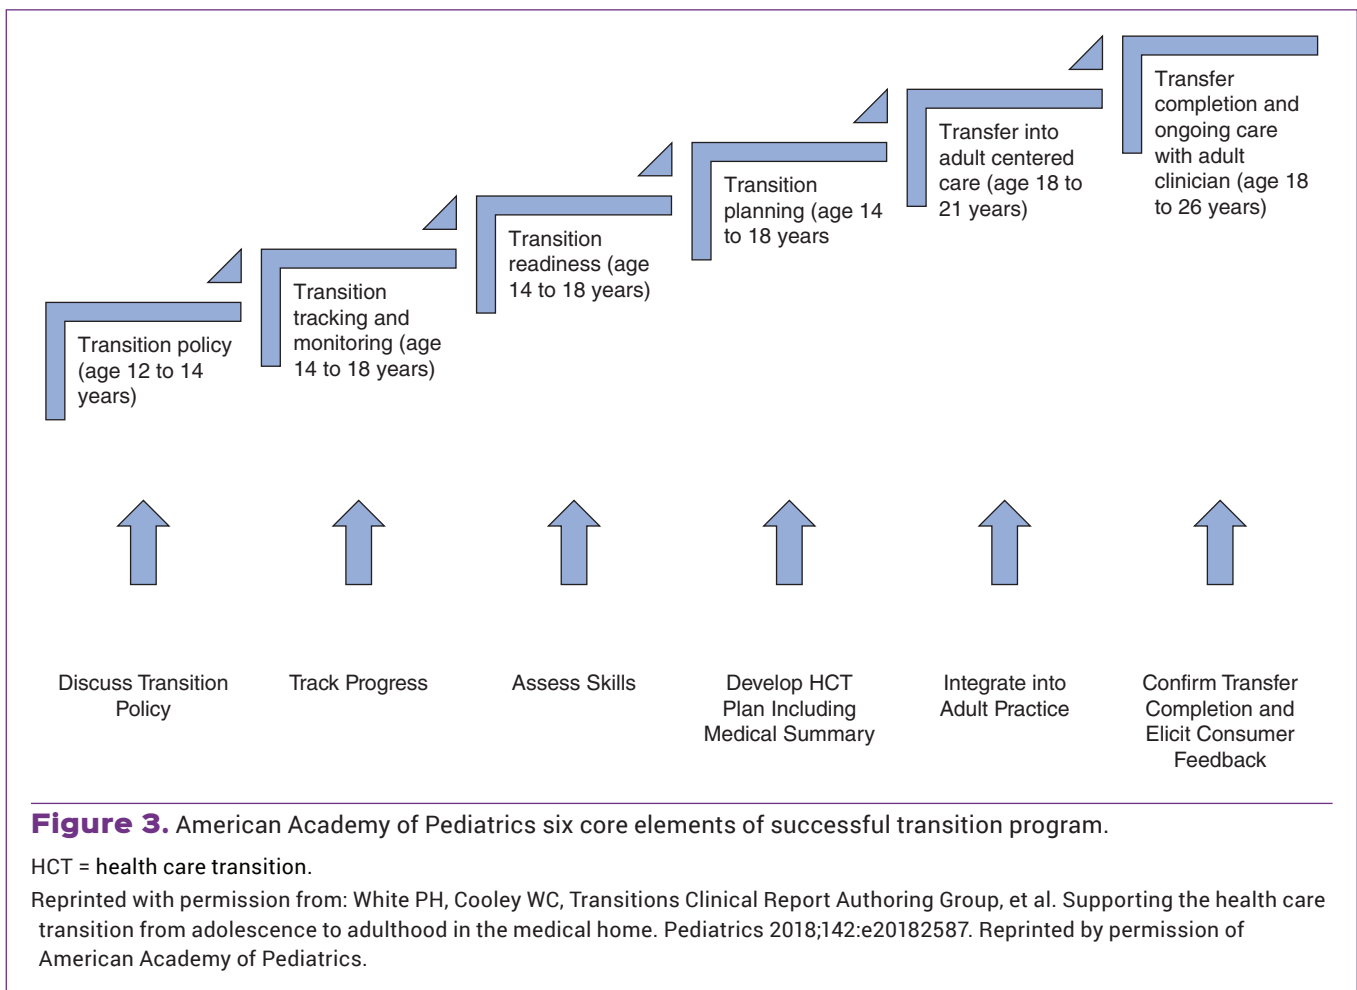 Transition policy
(age 12 to 14
years)
Transition
tracking and
monitoring (age
14 to 18 years)
Transition
readiness (age
14 to 18 years)
Transition
planning (age 14
to 18 years
Transfer into
adult centered
care (age 18 to
21 years)
Transfer
completion and
ongoing care
with adult
clinician (age 18
to 26 years)
Discuss Transition
Policy
Track Progress
Assess Skills
Develop HCT
Plan Including
Medical Summary
Integrate into
Adult Practice
Confirm Transfer
Completion and
Elicit Consumer
Feedback
Figure 3. American Academy of Pediatrics six core elements of successful transition program.
HCT = health care transition.
Reprinted with permission from: White PH, Cooley WC, Transitions Clinical Report Authoring Group, et al. Supporting the health care
transition from adolescence to adulthood in the medical home. Pediatrics 2018;142:e20182587. Reprinted by permission of
American Academy of Pediatrics.